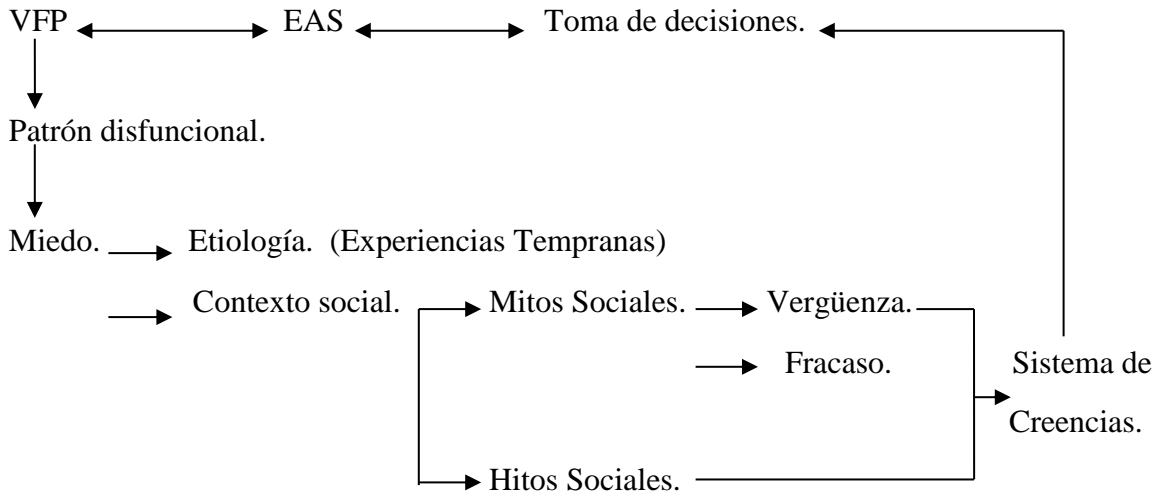 VFP EAS Toma de decisiones.
Patrón disfuncional.
Miedo. Etiología. (Experiencias Tempranas)
Contexto social. Mitos Sociales. Vergüenza.
Fracaso. Sistema de
Creencias.
Hitos Sociales.